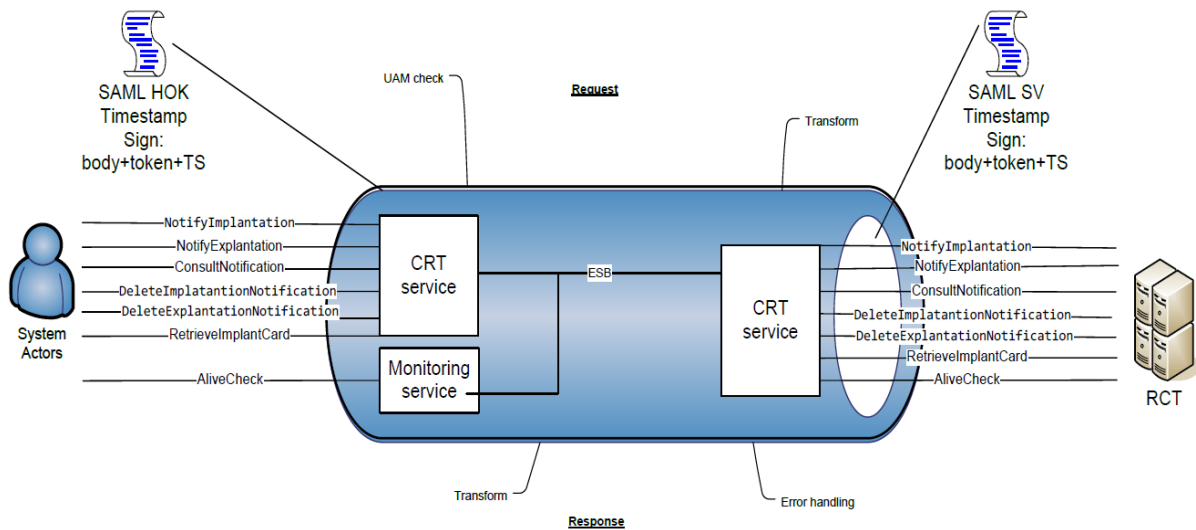 SAML HOK
Timestamp
Sign:
body+token+TS
UAM check
Request
Transform
SAML SV
Timestamp
Sign:
body+token+TS
System
Actors
NotifyImplantation
NotifyExplantation
ConsultNotification
DeleteImplatantionNotification
DeleteExplantationNotification
RetrieveImplantCard
AliveCheck
CRT
service
Monitoring
service
ESB
CRT
service
NotifyImplantation
NotifyExplantation
ConsultNotification
DeleteImplatantionNotification
DeleteExplantationNotification
RetrieveImplantCard
AliveCheck
RCT
Transform
Error handling
Response